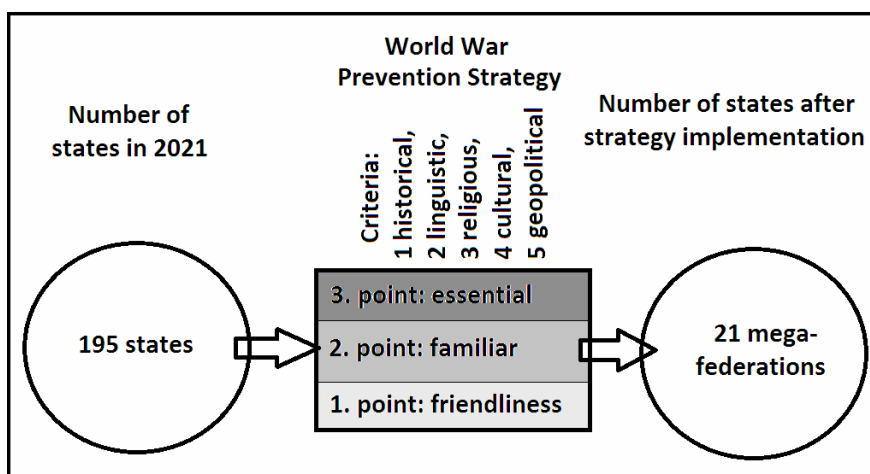 World War
Prevention Strategy
Number of
states in 2021
Number of states after
strategy implementation
Criteria:
1 historical,
2 linguistic,
3 religious,
4 cultural,
5 geopolitical
195 states
3. point: essential
2. point: familiar
1. point: friendliness
21 mega-
federations